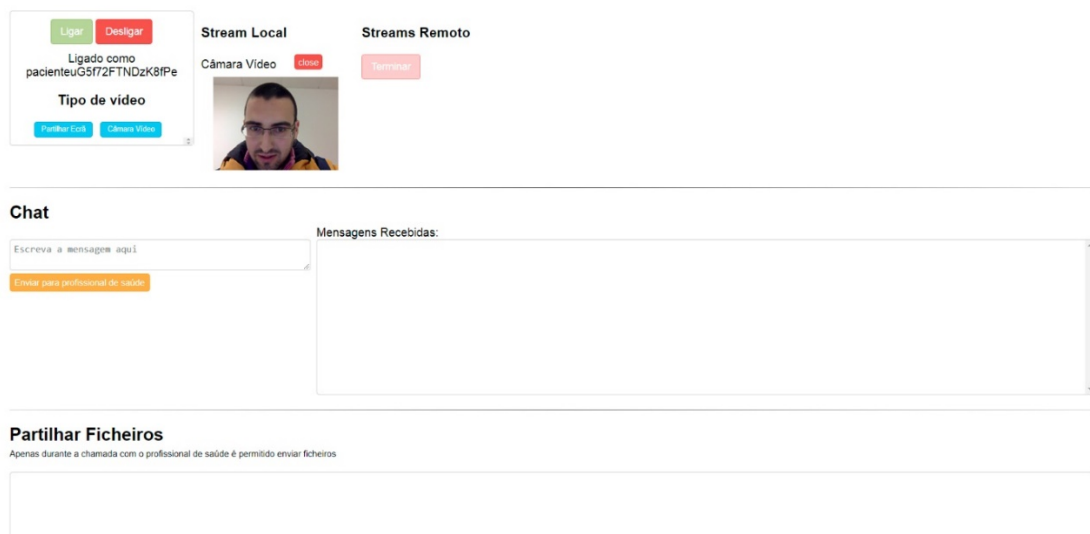 Ligar
Desligar
Ligado como
pacienteuG5f72FTNDzK8fPe
Tipo de vídeo
Partilhar Ecrã
Câmara Vídeo
Stream Local
Câmara Vídeo
close
Streams Remoto
Terminar
Chat
Escreva a mensagem aqui
Enviar para profissional de saúde
Mensagens Recebidas:
Partilhar Ficheiros
Apenas durante a chamada com o profissional de saúde é permitido enviar ficheiros